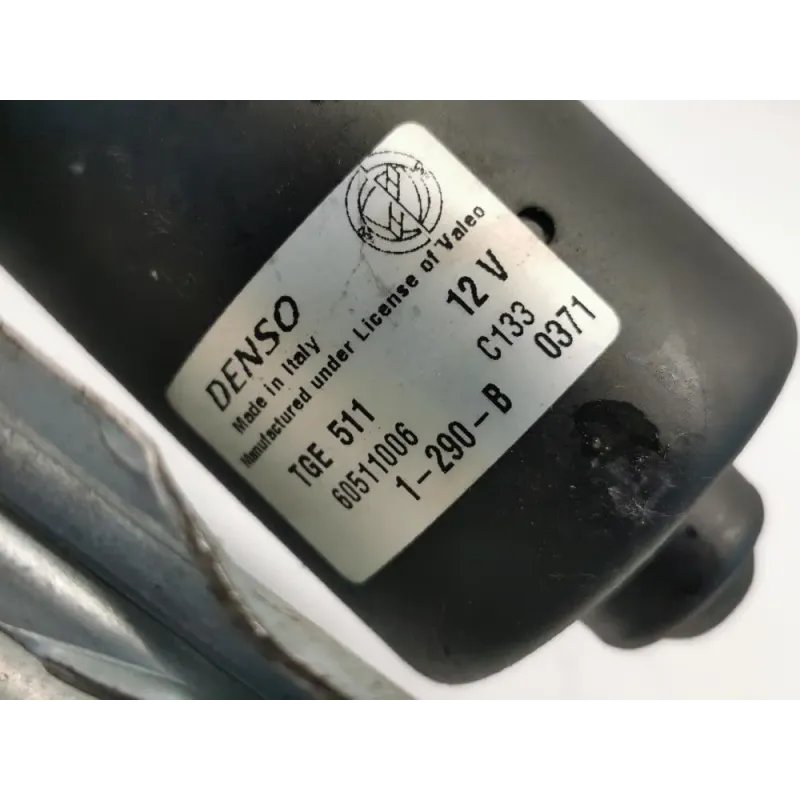 DENSO
Made in Italy
Manufactured under License of Valeo
TGE 511 12 V
60511006 C133
1-290-B 0371